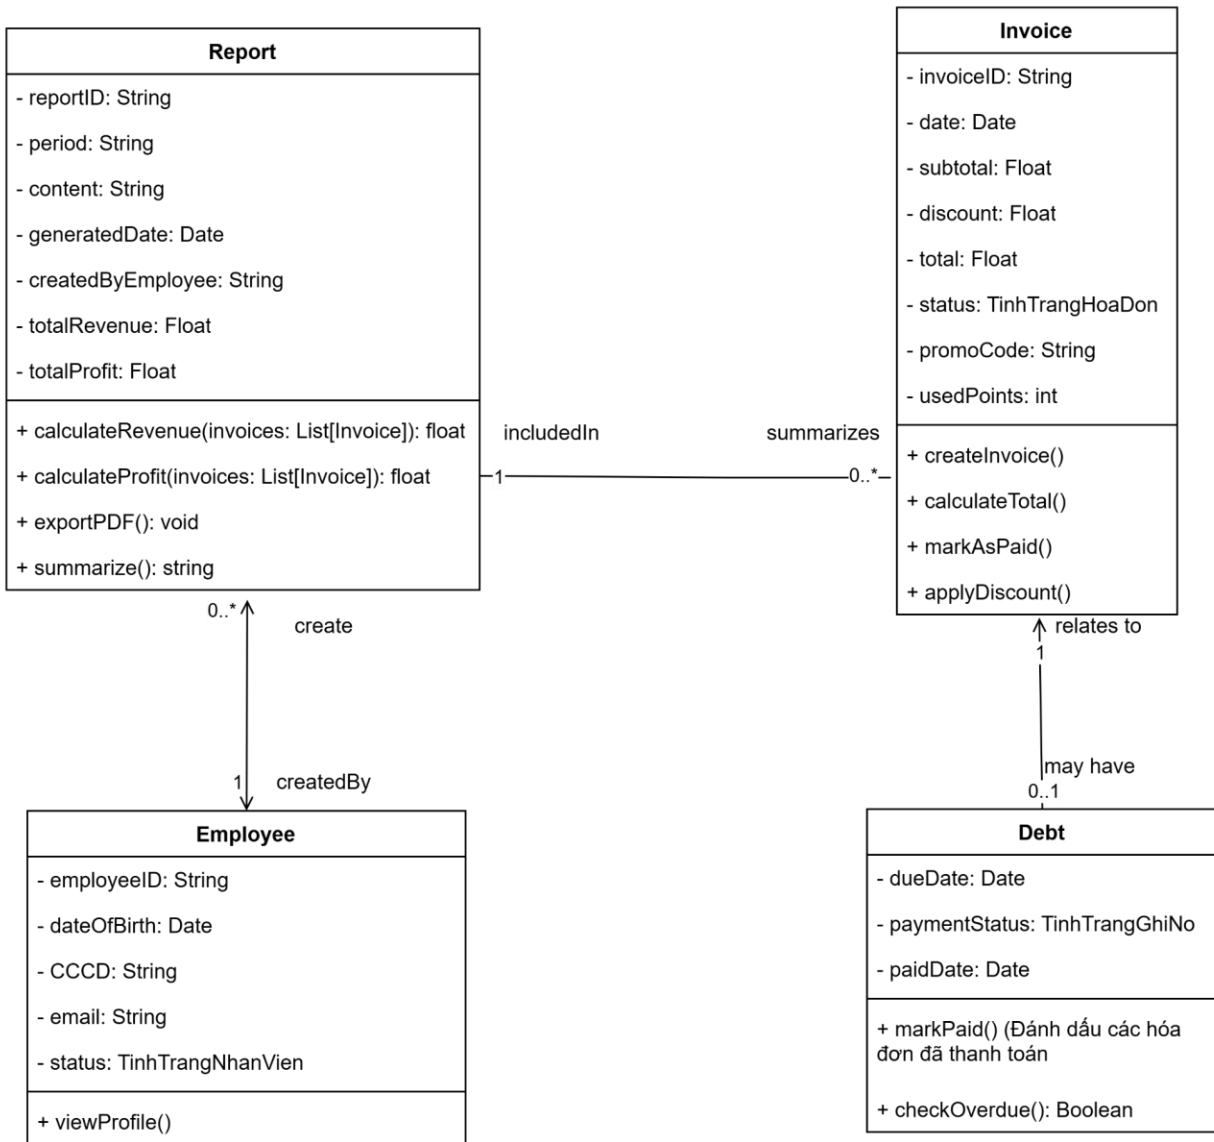 Report
- reportID: String
- period: String
- content: String
- generatedDate: Date
- createdByEmployee: String
- totalRevenue: Float
- totalProfit: Float
+ calculateRevenue(invoices: List[Invoice]): float
+ calculateProfit(invoices: List[Invoice]): float
+ exportPDF(): void
+ summarize(): string
includedIn
summarizes
1
0..*
Invoice
- invoiceID: String
- date: Date
- subtotal: Float
- discount: Float
- total: Float
- status: TinhTrangHoaDon
- promoCode: String
- usedPoints: int
+ createInvoice()
+ calculateTotal()
+ markAsPaid()
+ applyDiscount()
0..*
create
1
createdBy
relates to
1
may have
0..1
Employee
- employeeID: String
- dateOfBirth: Date
- CCCD: String
- email: String
- status: TinhTrangNhanVien
+ viewProfile()
Debt
- dueDate: Date
- paymentStatus: TinhTrangGhiNo
- paidDate: Date
+ markPaid() (Đánh dấu các hóa
đơn đã thanh toán
+ checkOverdue(): Boolean